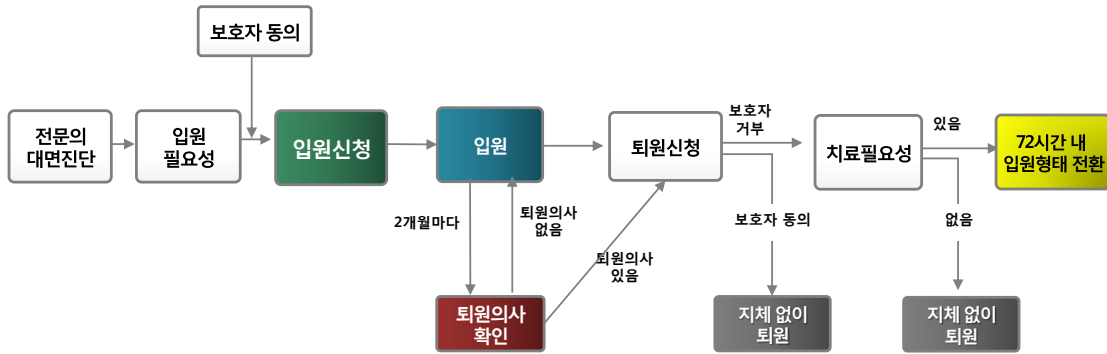 보호자 동의
전문의
대면진단
입원
필요성
입원신청
입원
퇴원신청
보호자
거부
치료필요성
있음
72시간 내
입원형태 전환
2개월마다
퇴원의사
없음
퇴원의사
있음
보호자 동의
없음
퇴원의사
확인
지체 없이
퇴원
지체 없이
퇴원